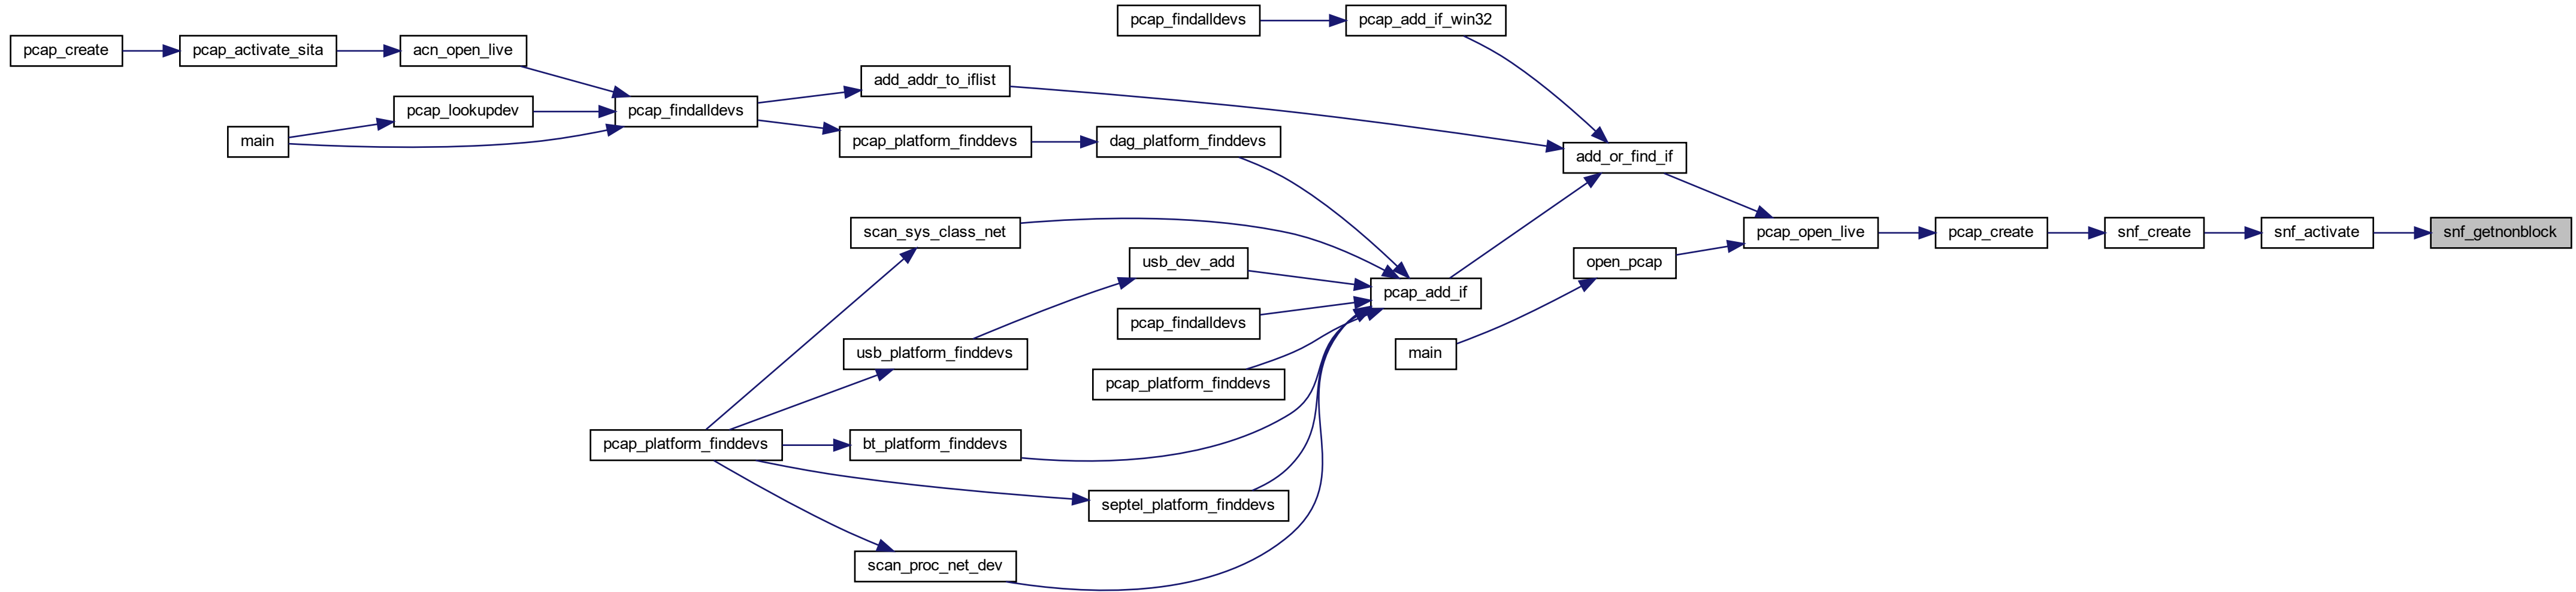 pcap_findalldevs
pcap_add_if_win32
pcap_create
pcap_activate_sita
acn_open_live
add_addr_to_iflist
pcap_lookupdev
pcap_findalldevs
main
pcap_platform_finddevs
dag_platform_finddevs
add_or_find_if
scan_sys_class_net
pcap_open_live
pcap_create
snf_create
snf_activate
snf_getnonblock
usb_dev_add
open_pcap
pcap_add_if
pcap_findalldevs
usb_platform_finddevs
main
pcap_platform_finddevs
pcap_platform_finddevs
bt_platform_finddevs
septel_platform_finddevs
scan_proc_net_dev